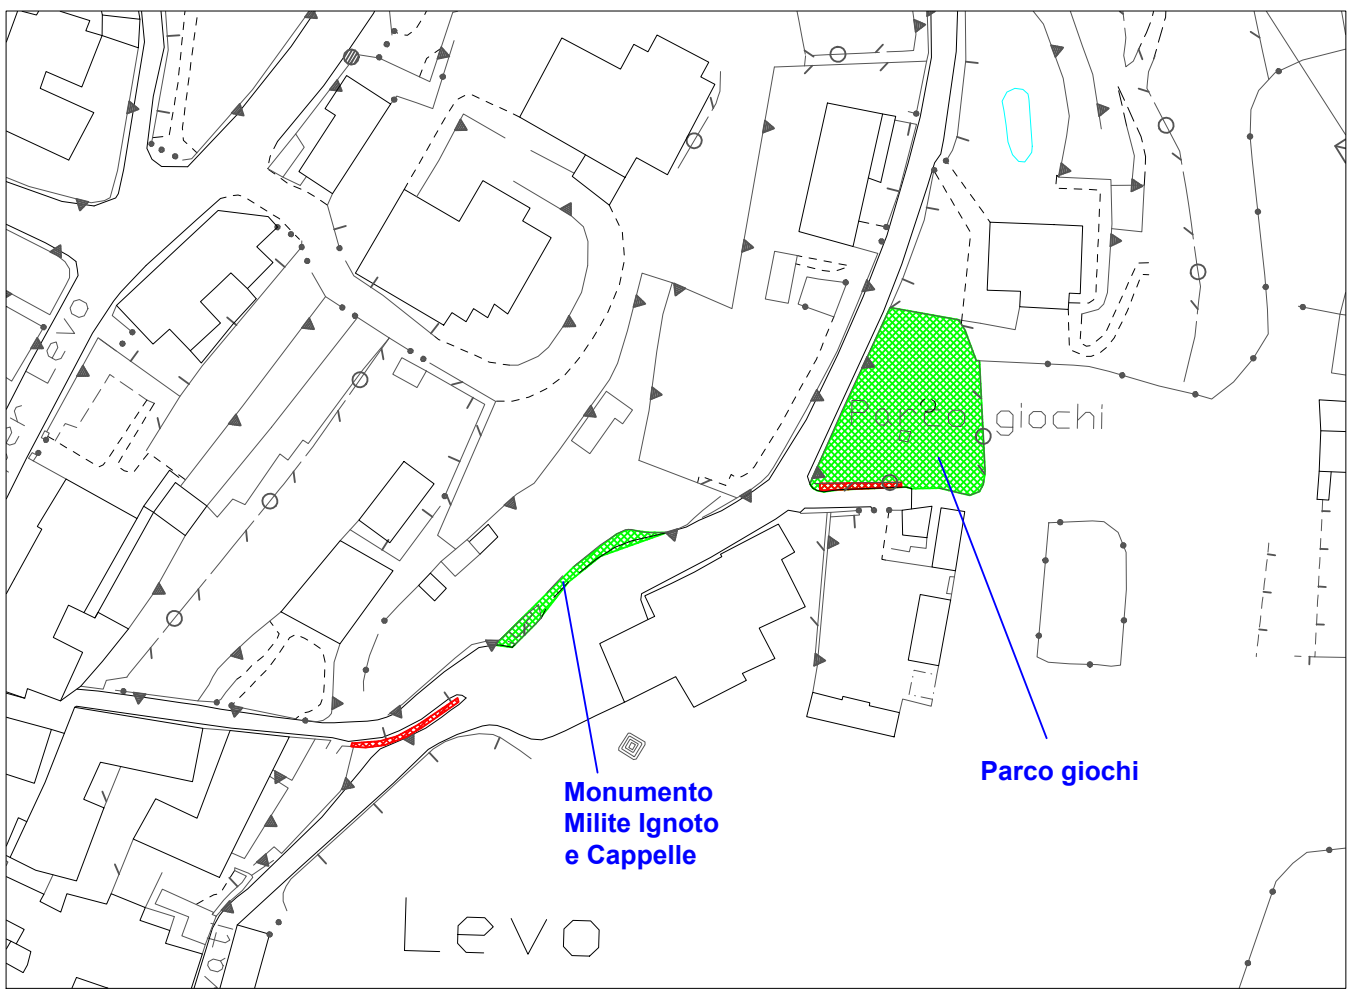 Levo
Parco giochi
Parco giochi
Monumento
Milite Ignoto
e Cappelle
Levo